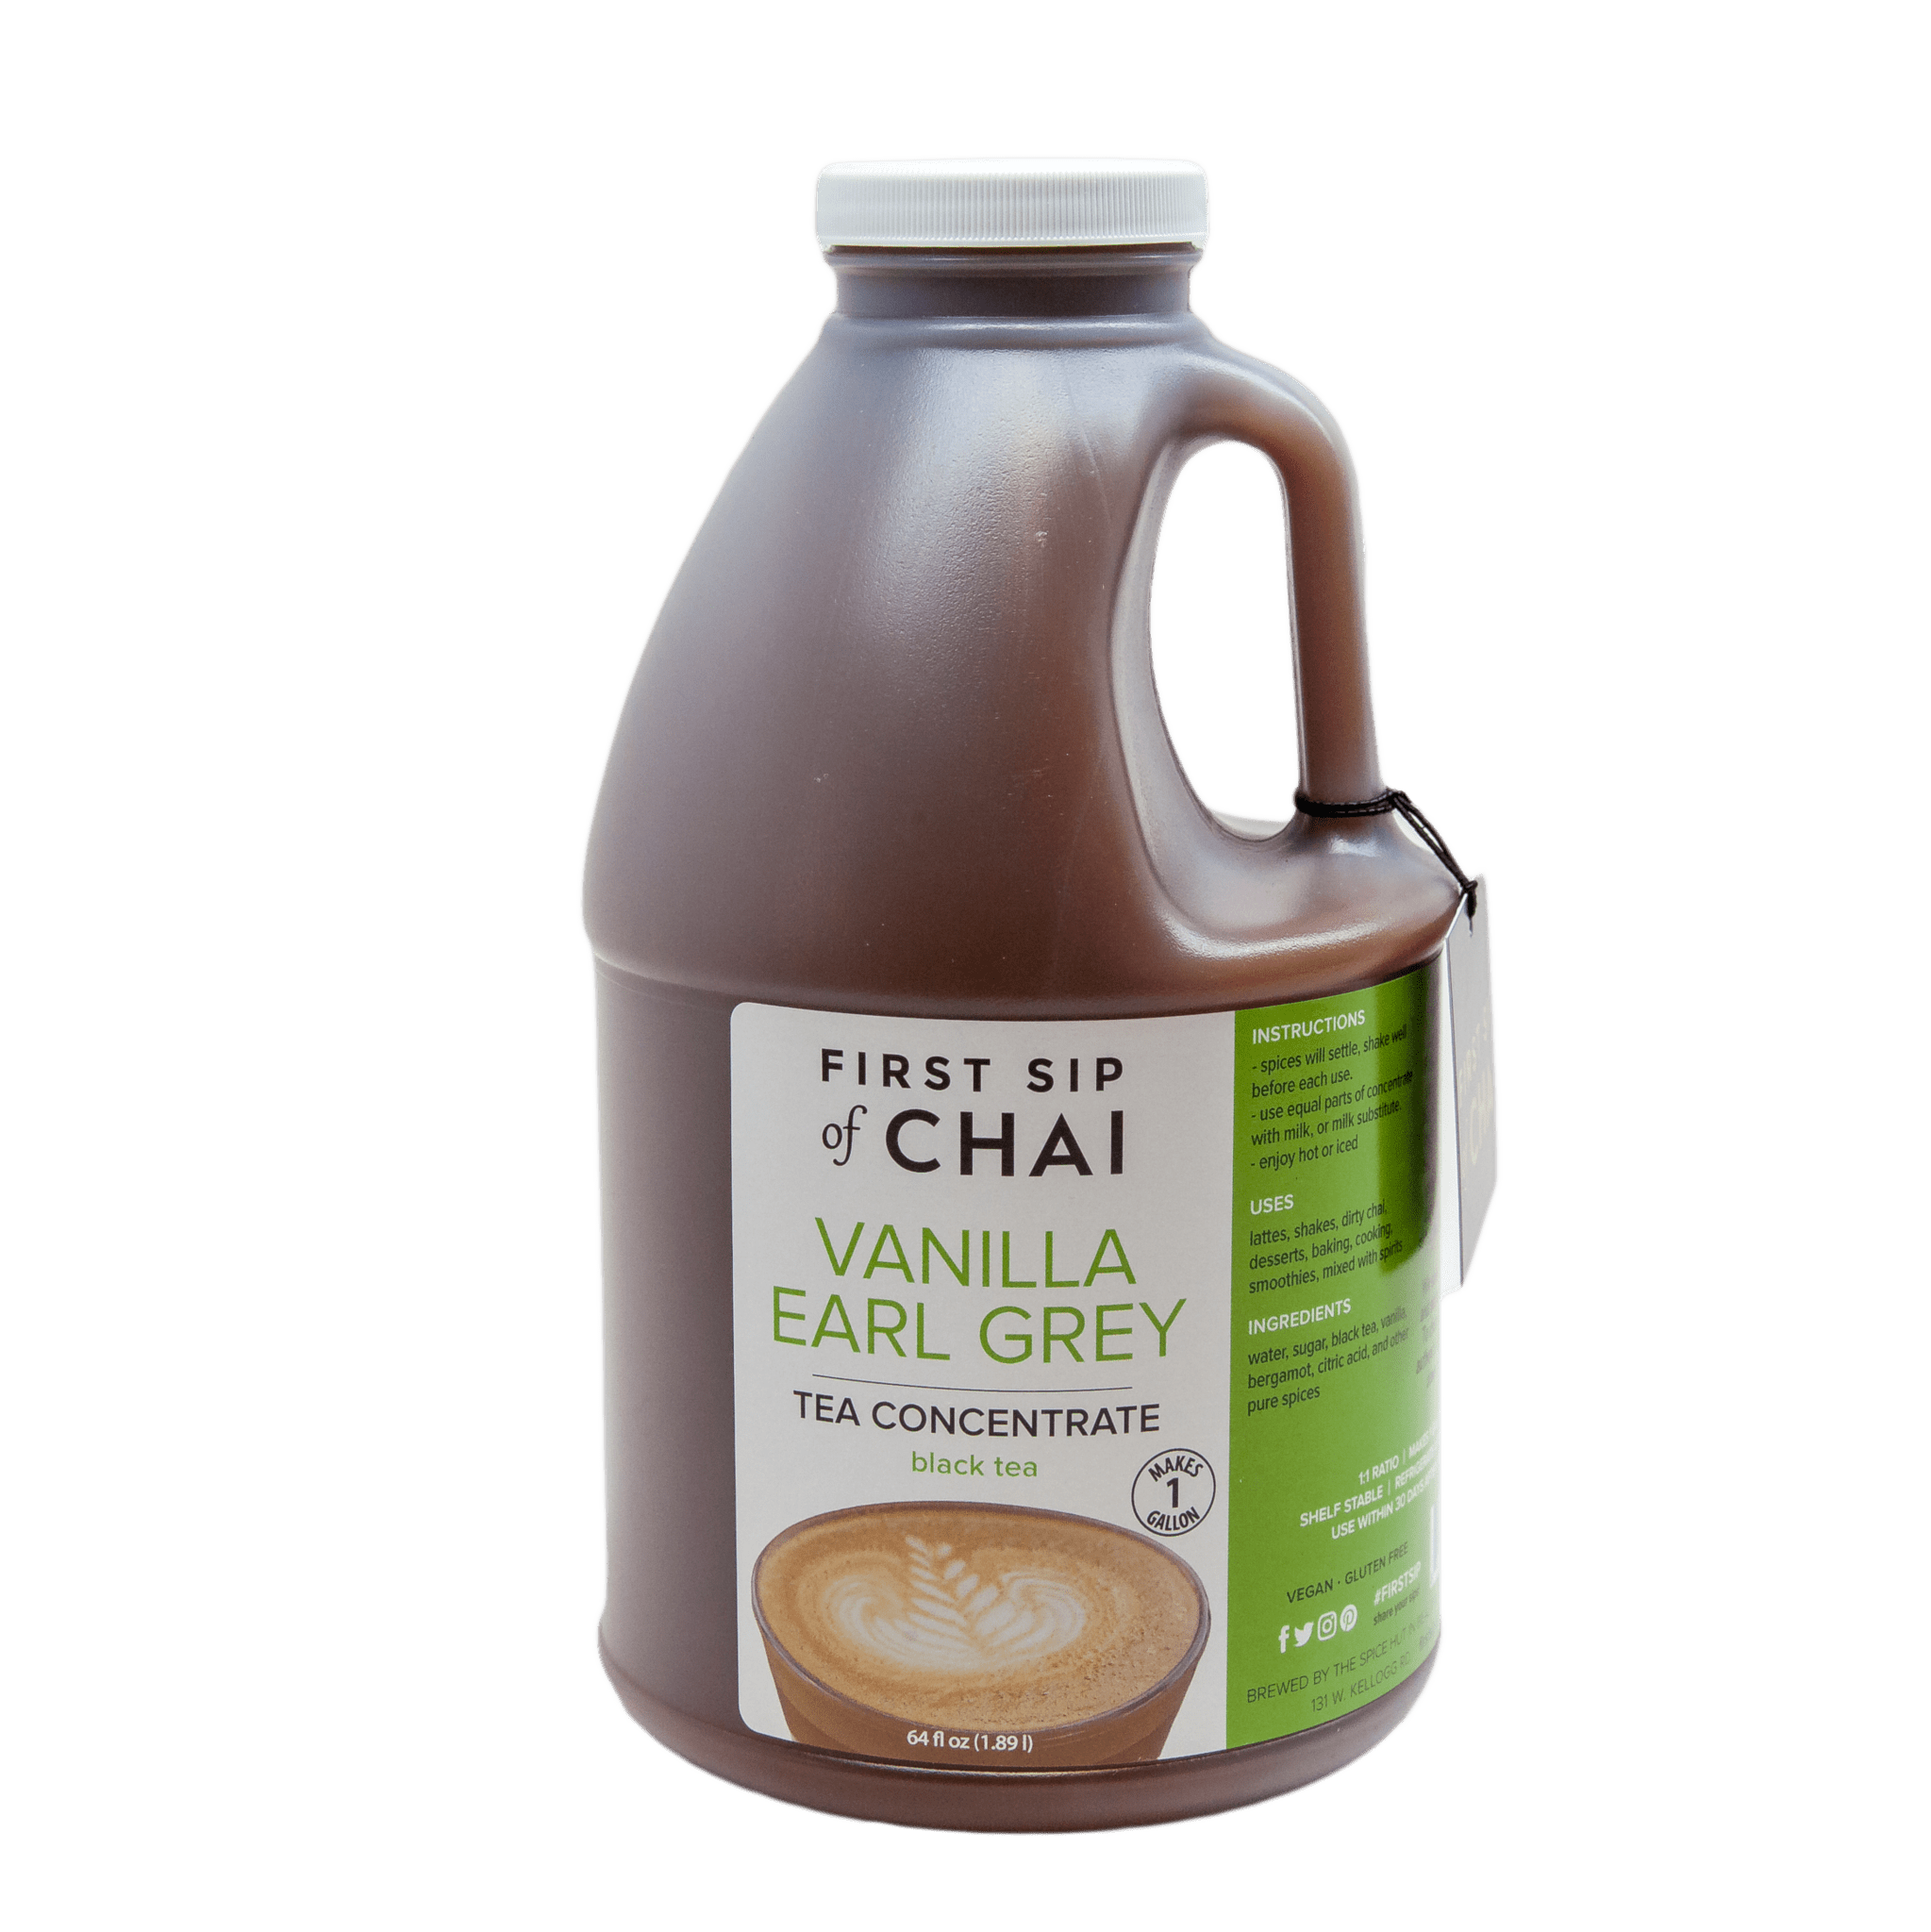 FIRST SIP
of CHAI
VANILLA
EARL GREY
TEA CONCENTRATE
black tea
MAKES
1
GALLON
64 fl oz (1.89 l)
INSTRUCTIONS
- spices will settle, shake well
before each use.
- use equal parts of concentrate
with milk, or milk substitute.
- enjoy hot or iced
USES
lattes, shakes, dirty chai,
desserts, baking, cooking,
smoothies, mixed with spirits
INGREDIENTS
water, sugar, black tea, vanilla,
bergamot, citric acid, and other
pure spices
1:1 RATIO |
SHELF STABLE |
USE WITHIN 30 DAYS
VEGAN · GLUTEN FREE
#FIRSTSIP
share your sips!
BREWED BY THE SPICE HUT
131 W. KELLOGG RD
FIRST
CHAI